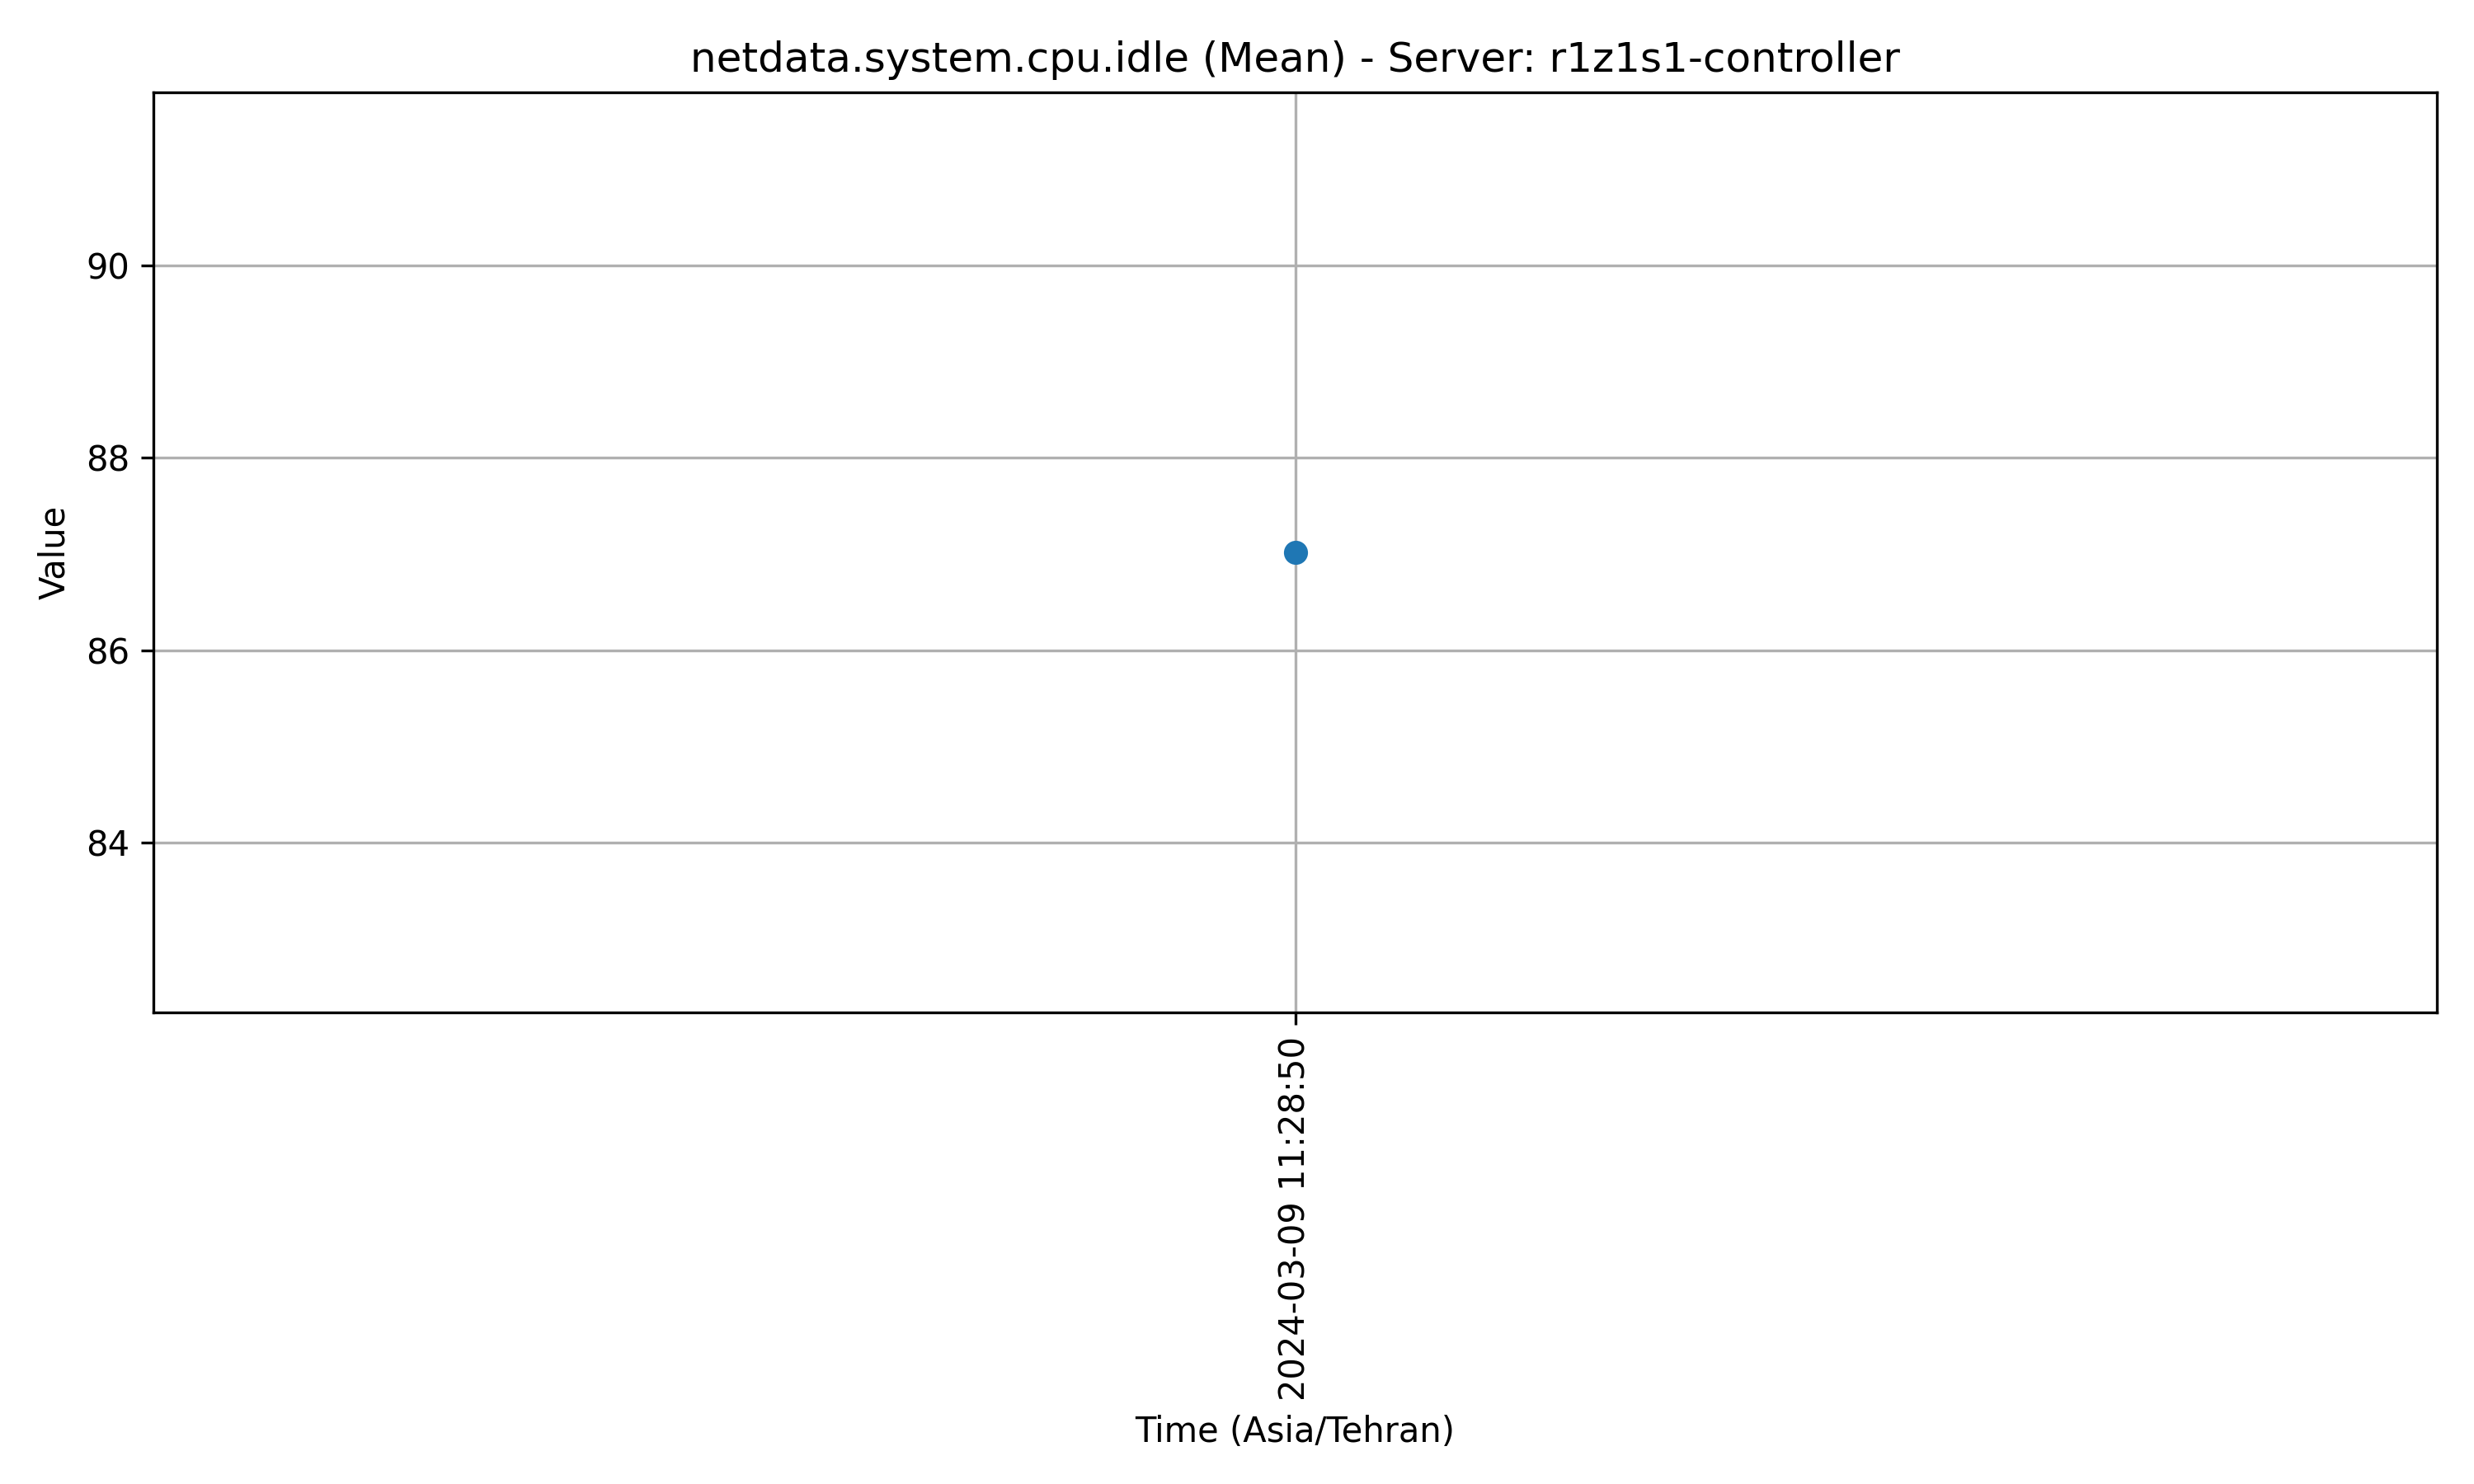 netdata.system.cpu.idle (Mean) - Server: r1z1s1-controller
90
88
86
84
Value
2024-03-09 11:28:50
Time (Asia/Tehran)